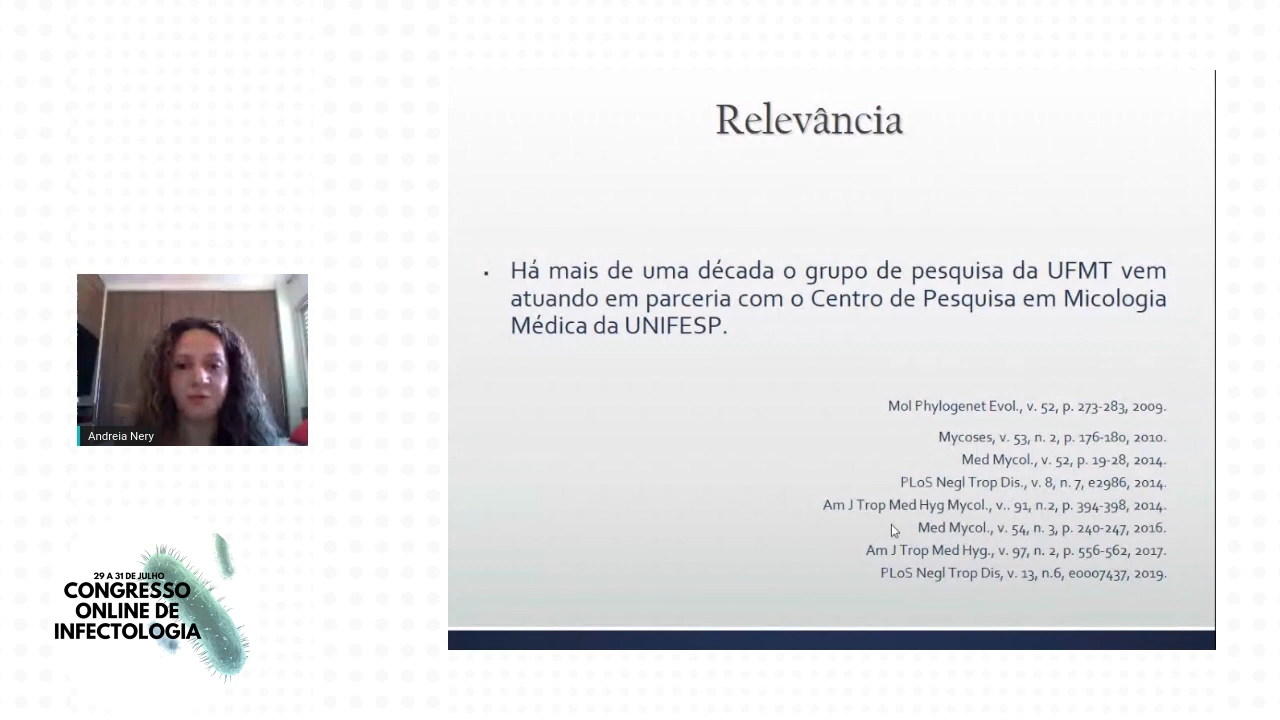 Relevância
▪ Há mais de uma década o grupo de pesquisa da UFMT vem
atuando em parceria com o Centro de Pesquisa em Micologia
Médica da UNIFESP.
Mol Phylogenet Evol., v. 52, p. 273-283, 2009.
Mycoses, v. 53, n. 2, p. 176-180, 2010.
Med Mycol., v. 52, p. 19-28, 2014.
PLoS Negl Trop Dis., v. 8, n. 7, e2986, 2014.
Am J Trop Med Hyg Mycol., v.. 91, n.2, p. 394-398, 2014.
Med Mycol., v. 54, n. 3, p. 240-247, 2016.
Am J Trop Med Hyg., v. 97, n. 2, p. 556-562, 2017.
PLoS Negl Trop Dis, v. 13, n.6, e0007437, 2019.
Andreia Nery
29 A 31 DE JULHO
CONGRESSO
ONLINE DE
INFECTOLOGIA